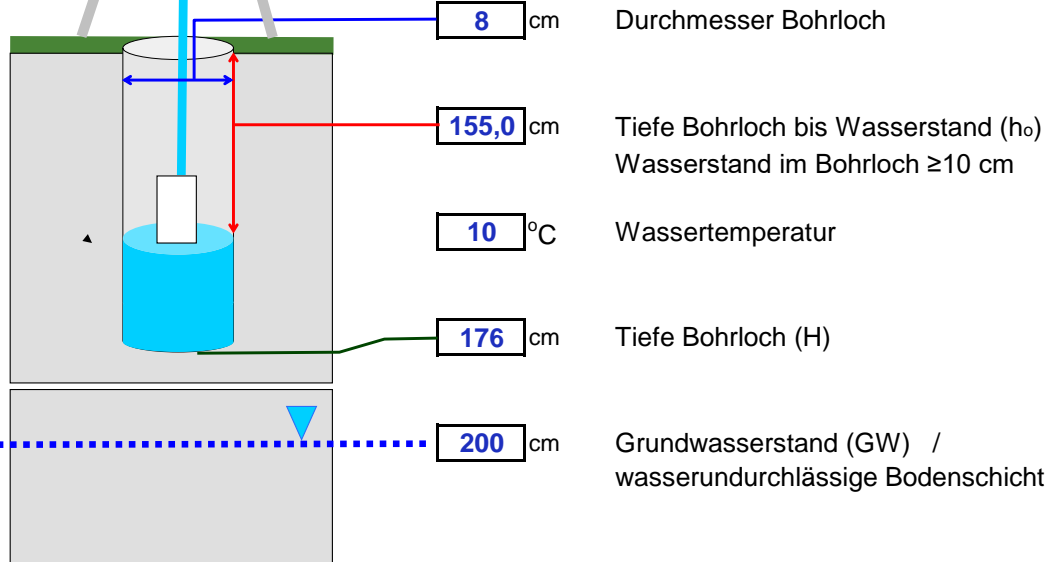 8 cm Durchmesser Bohrloch
155,0 cm Tiefe Bohrloch bis Wasserstand (h₀)
Wasserstand im Bohrloch ≥10 cm
10 °C Wassertemperatur
176 cm Tiefe Bohrloch (H)
200 cm Grundwasserstand (GW) /
wasserundurchlässige Bodenschicht